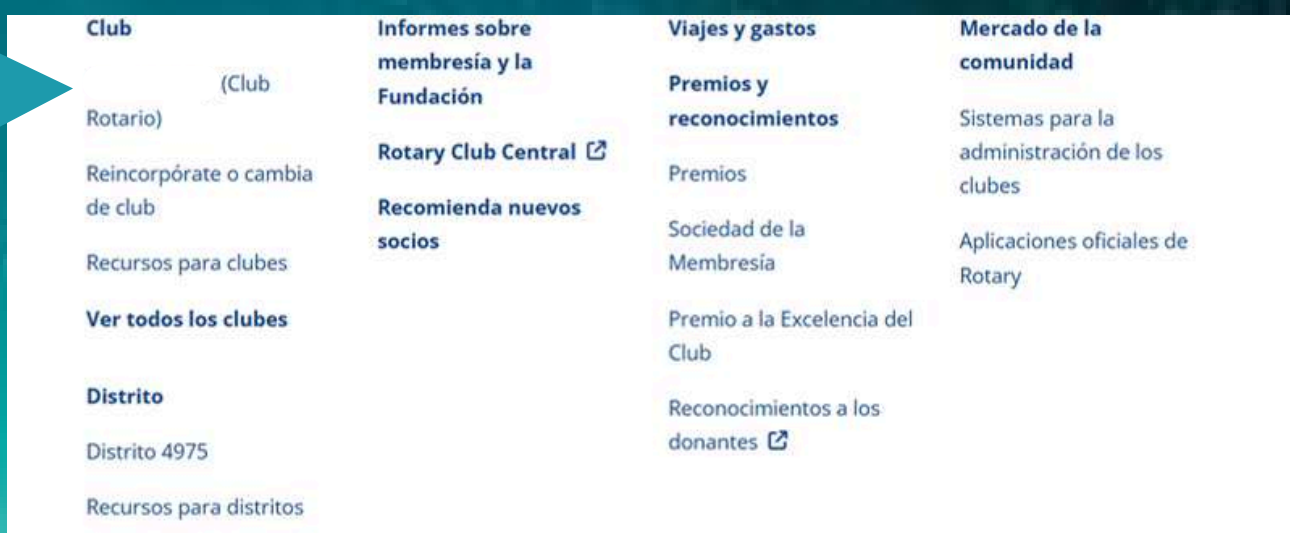 Club
(Club
Rotario)
Reincorpórate o cambia
de club
Recursos para clubes
Ver todos los clubes
Distrito
Distrito 4975
Recursos para distritos
Informes sobre
membresía y la
Fundación
Rotary Club Central
Recomienda nuevos
socios
Viajes y gastos
Premios y
reconocimientos
Premios
Sociedad de la
Membresía
Premio a la Excelencia del
Club
Reconocimientos a los
donantes
Mercado de la
comunidad
Sistemas para la
administración de los
clubes
Aplicaciones oficiales de
Rotary